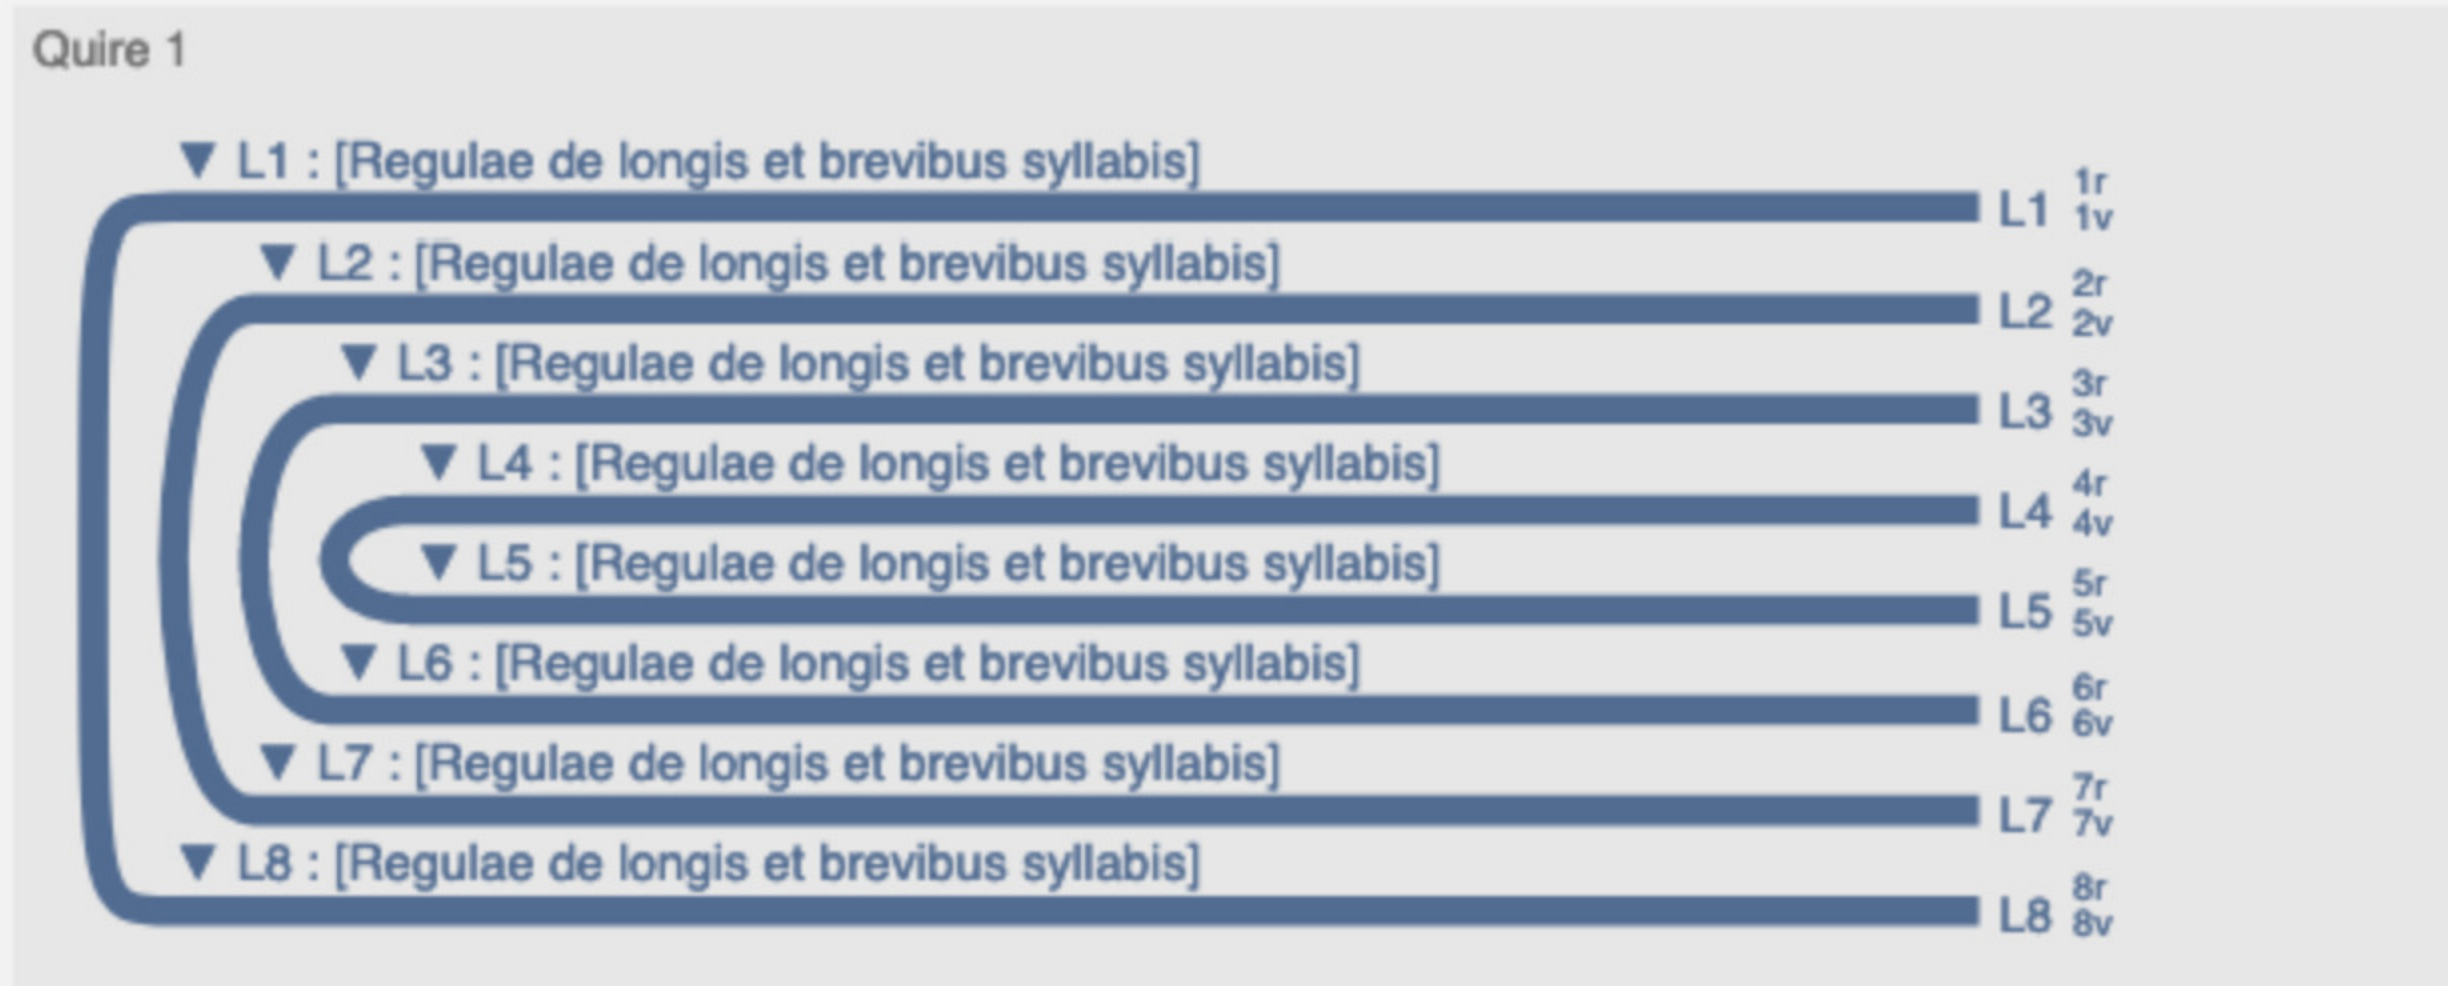 Quire 1
▼ L1 : [Regulae de longis et brevibus syllabis]
L1 1r
1v
▼ L2 : [Regulae de longis et brevibus syllabis]
L2 2r
2v
▼ L3 : [Regulae de longis et brevibus syllabis]
L3 3r
3v
▼ L4 : [Regulae de longis et brevibus syllabis]
L4 4r
4v
▼ L5 : [Regulae de longis et brevibus syllabis]
L5 5r
5v
▼ L6 : [Regulae de longis et brevibus syllabis]
L6 6r
6v
▼ L7 : [Regulae de longis et brevibus syllabis]
L7 7r
7v
▼ L8 : [Regulae de longis et brevibus syllabis]
L8 8r
8v